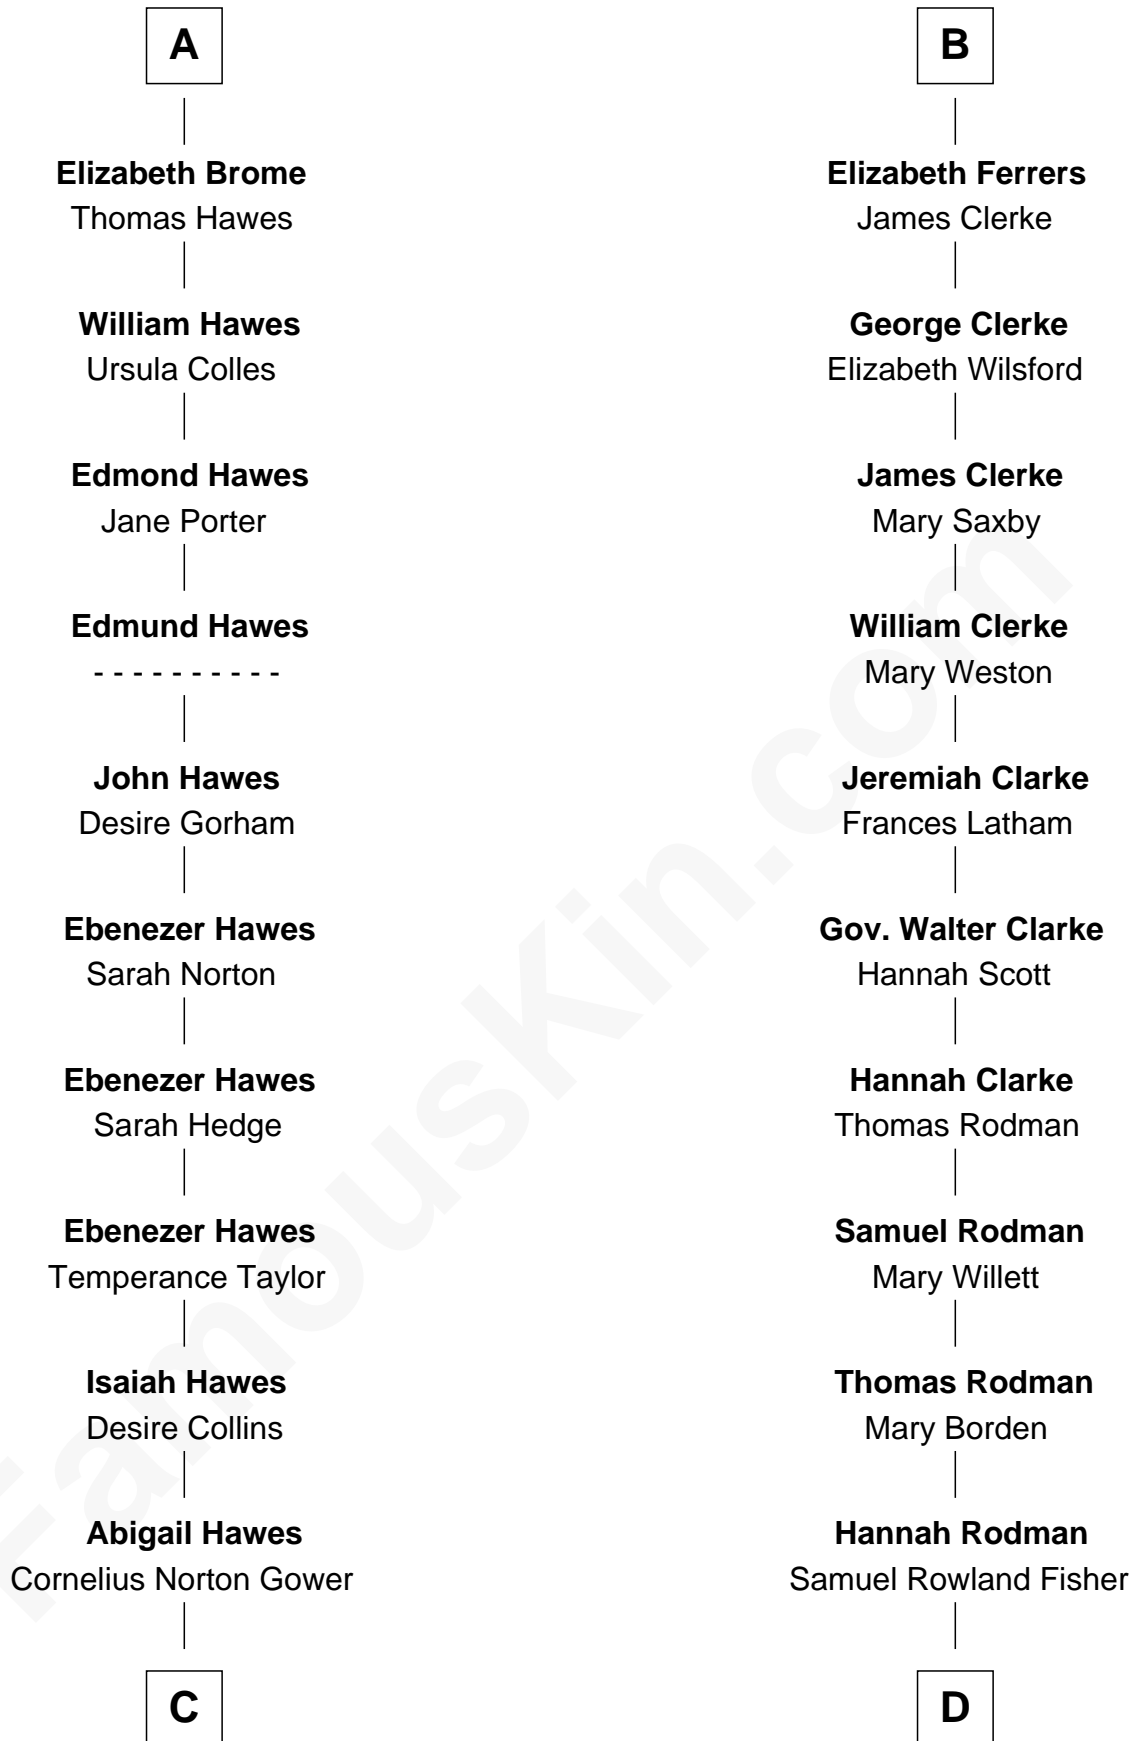 A
Elizabeth Brome
Thomas Hawes
William Hawes
Ursula Colles
Edmond Hawes
Jane Porter
Edmund Hawes
- - - - - - - - - -
John Hawes
Desire Gorham
Ebenezer Hawes
Sarah Norton
Ebenezer Hawes
Sarah Hedge
Ebenezer Hawes
Temperance Taylor
Isaiah Hawes
Desire Collins
Abigail Hawes
Cornelius Norton Gower
C
B
Elizabeth Ferrers
James Clerke
George Clerke
Elizabeth Wilsford
James Clerke
Mary Saxby
William Clerke
Mary Weston
Jeremiah Clarke
Frances Latham
Gov. Walter Clarke
Hannah Scott
Hannah Clarke
Thomas Rodman
Samuel Rodman
Mary Willett
Thomas Rodman
Mary Borden
Hannah Rodman
Samuel Rowland Fisher
D
FamousKin.com